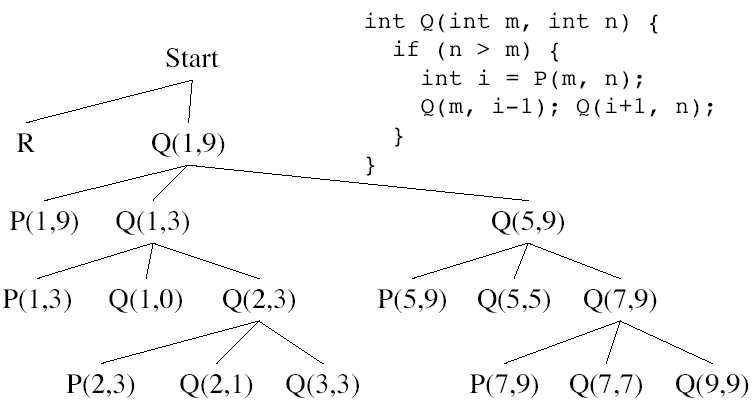 int Q(int m, int n) {
if (n > m) {
Start
int i = P(m, n);
Q(m, i-1); Q(i+1, n);
}
R Q(1,9)
}
P(1,9) Q(1,3) Q(5,9)
P(1,3) Q(1,0) Q(2,3) P(5,9) Q(5,5) Q(7,9)
P(2,3) Q(2,1) Q(3,3) P(7,9) Q(7,7) Q(9,9)